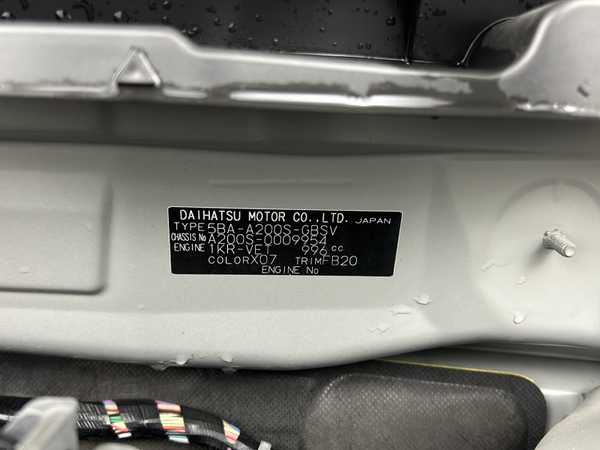 DAIHATSU MOTOR CO.,LTD. JAPAN
TYPE 5BA-A200S-GBSV
CHASSIS No A200S-0009954
ENGINE 1KR-VET 996 cc
COLOR X07 TRIM FB20
ENGINE No